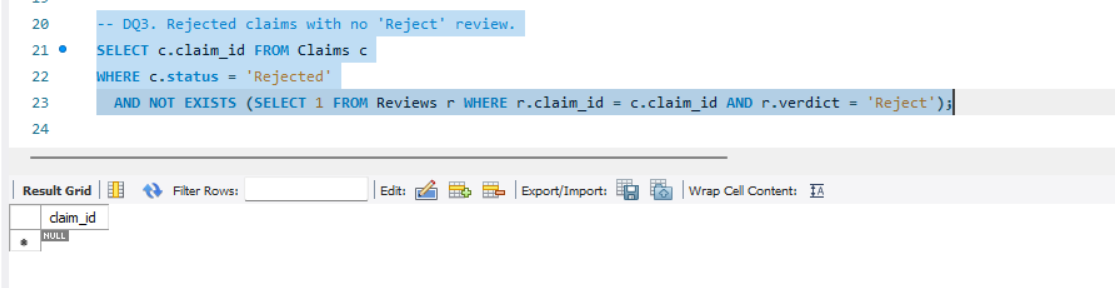 20 -- DQ3. Rejected claims with no 'Reject' review.
21 SELECT c.claim_id FROM Claims c
22 WHERE c.status = 'Rejected'
23 AND NOT EXISTS (SELECT 1 FROM Reviews r WHERE r.claim_id = c.claim_id AND r.verdict = 'Reject');
24
Result Grid Filter Rows: Edit: Export/Import: Wrap Cell Content: IA
claim_id
* NULL